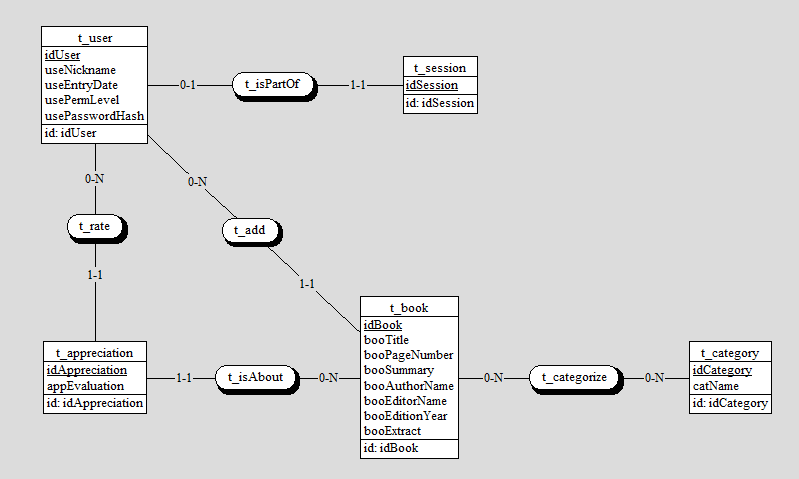 t_user
idUser
useNickname
useEntryDate
usePermLevel
usePasswordHash
id: idUser
0-1
t_isPartOf
1-1
t_session
idSession
id: idSession
0-N
t_rate
1-1
0-N
t_add
1-1
t_appreciation
idAppreciation
appEvaluation
id: idAppreciation
1-1
t_isAbout
0-N
t_book
idBook
booTitle
booPageNumber
booSummary
booAuthorName
booEditorName
booEditionYear
booExtract
id: idBook
0-N
t_categorize
0-N
t_category
idCategory
catName
id: idCategory